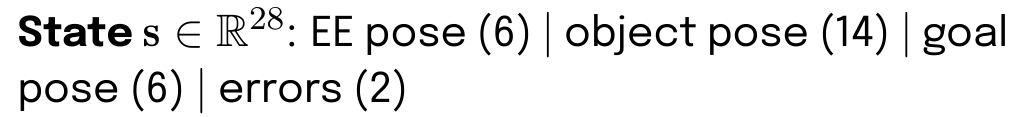 State s ∈ ℝ²⁸: EE pose (6) | object pose (14) | goal
pose (6) | errors (2)